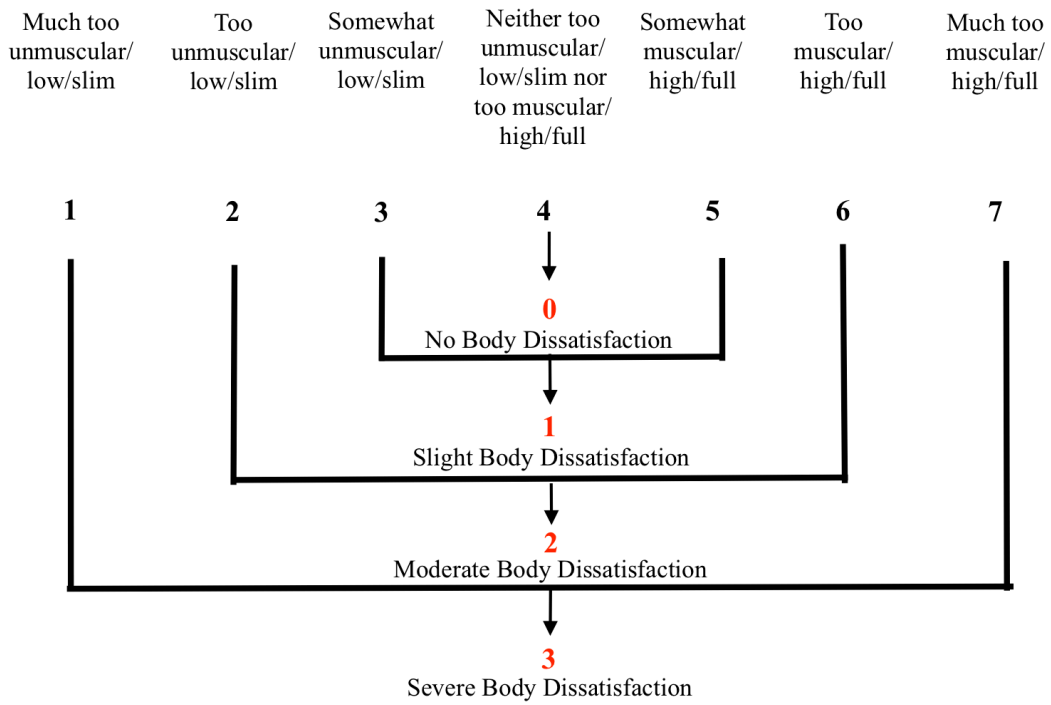 Much too
unmuscular/
low/slim
Too
unmuscular/
low/slim
Somewhat
unmuscular/
low/slim
Neither too
unmuscular/
low/slim nor
too muscular/
high/full
Somewhat
muscular/
high/full
Too
muscular/
high/full
Much too
muscular/
high/full
1 2 3 4 5 6 7
0
No Body Dissatisfaction
1
Slight Body Dissatisfaction
2
Moderate Body Dissatisfaction
3
Severe Body Dissatisfaction